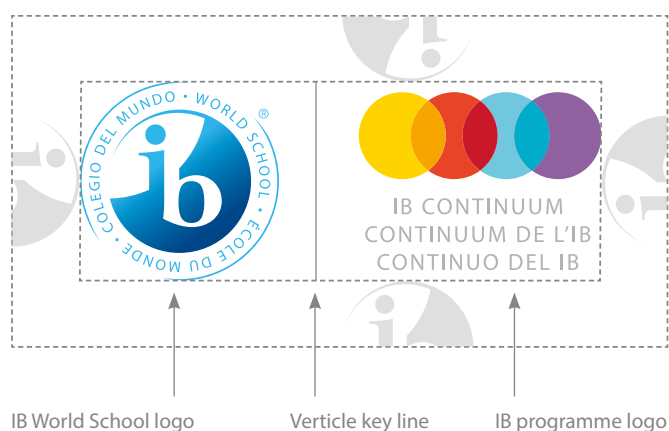 COLEGIO DEL MUNDO • WORLD SCHOOL • ÉCOLE DU MONDE •
®
ib
IB CONTINUUM
CONTINUUM DE L'IB
CONTINUO DEL IB
IB World School logo
Verticle key line
IB programme logo